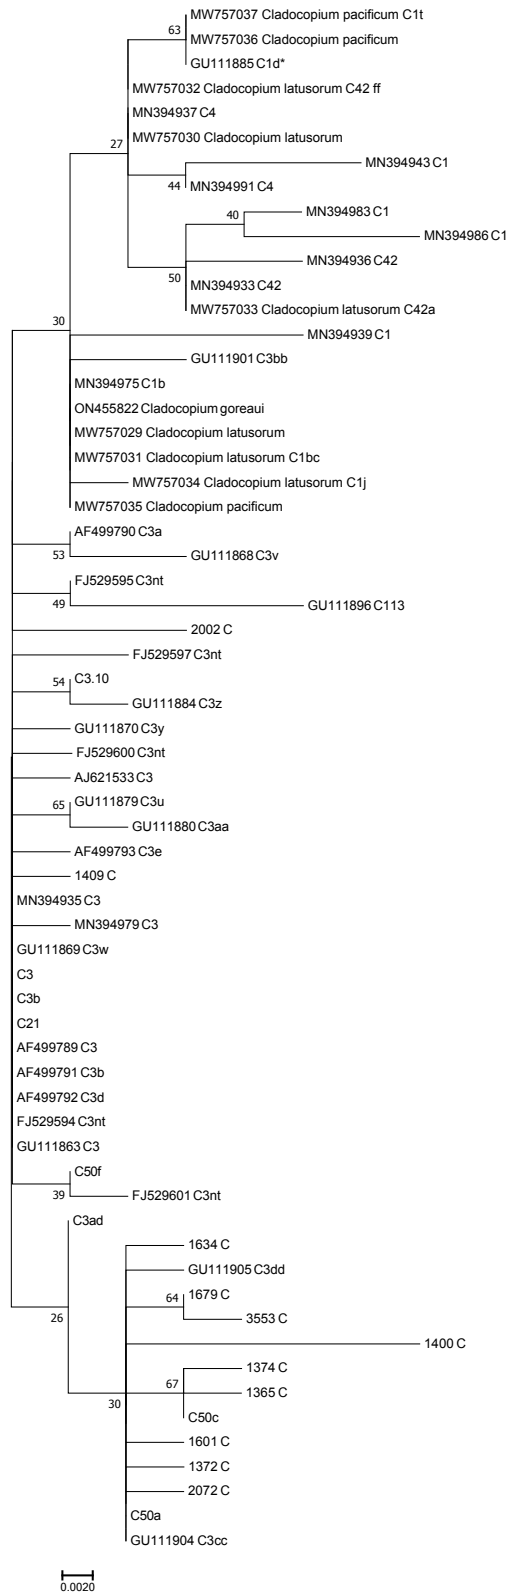 MW757037 Cladocopium pacificum C1t
63
MW757036 Cladocopium pacificum
GU111885 C1d*
MW757032 Cladocopium latusorum C42 ff
MN394937 C4
MW757030 Cladocopium latusorum
27
MN394943 C1
44
MN394991 C4
MN394983 C1
40
MN394986 C1
MN394936 C42
50
MN394933 C42
MW757033 Cladocopium latusorum C42a
30
MN394939 C1
GU111901 C3bb
MN394975 C1b
ON455822 Cladocopium goreaui
MW757029 Cladocopium latusorum
MW757031 Cladocopium latusorum C1bc
MW757034 Cladocopium latusorum C1j
MW757035 Cladocopium pacificum
AF499790 C3a
53
GU111868 C3v
FJ529595 C3nt
49
GU111896 C113
2002 C
FJ529597 C3nt
54
C3.10
GU111884 C3z
GU111870 C3y
FJ529600 C3nt
AJ621533 C3
65
GU111879 C3u
GU111880 C3aa
AF499793 C3e
1409 C
MN394935 C3
MN394979 C3
GU111869 C3w
C3
C3b
C21
AF499789 C3
AF499791 C3b
AF499792 C3d
FJ529594 C3nt
GU111863 C3
C50f
39
FJ529601 C3nt
C3ad
1634 C
GU111905 C3dd
64
1679 C
26
3553 C
1400 C
1374 C
67
1365 C
30
C50c
1601 C
1372 C
2072 C
C50a
GU111904 C3cc
0.0020